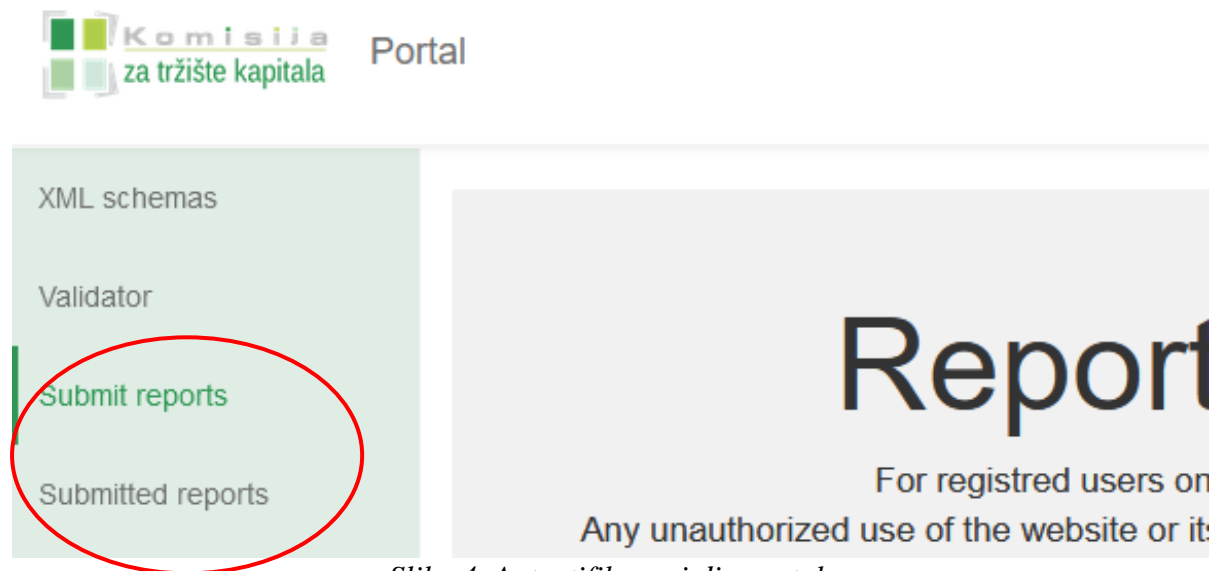 Komisija
za tržište kapitala
Portal
XML schemas
Validator
Submit reports
Submitted reports
Report
For registred users on
Any unauthorized use of the website or its